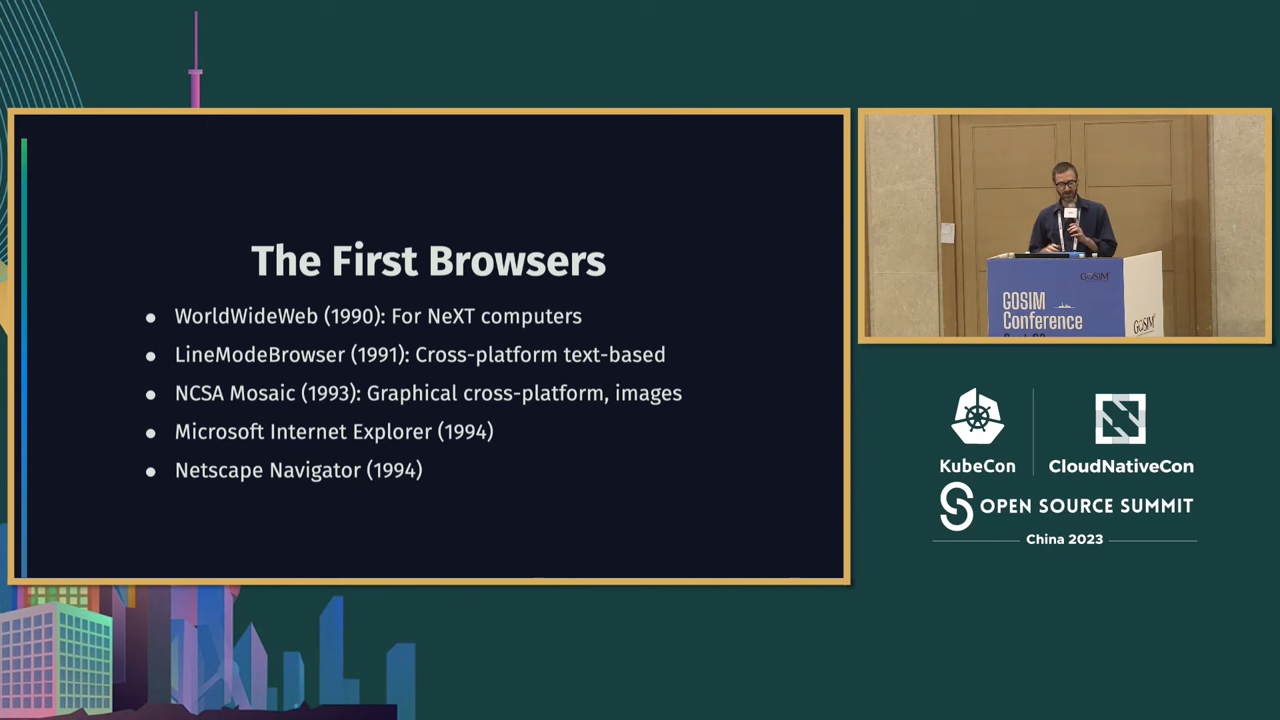 The First Browsers
● WorldWideWeb (1990): For NeXT computers
● LineModeBrowser (1991): Cross-platform text-based
● NCSA Mosaic (1993): Graphical cross-platform, images
● Microsoft Internet Explorer (1994)
● Netscape Navigator (1994)
GOSIM
GOSIM
Conference
GOSIM
KubeCon
CloudNativeCon
OPEN SOURCE SUMMIT
China 2023